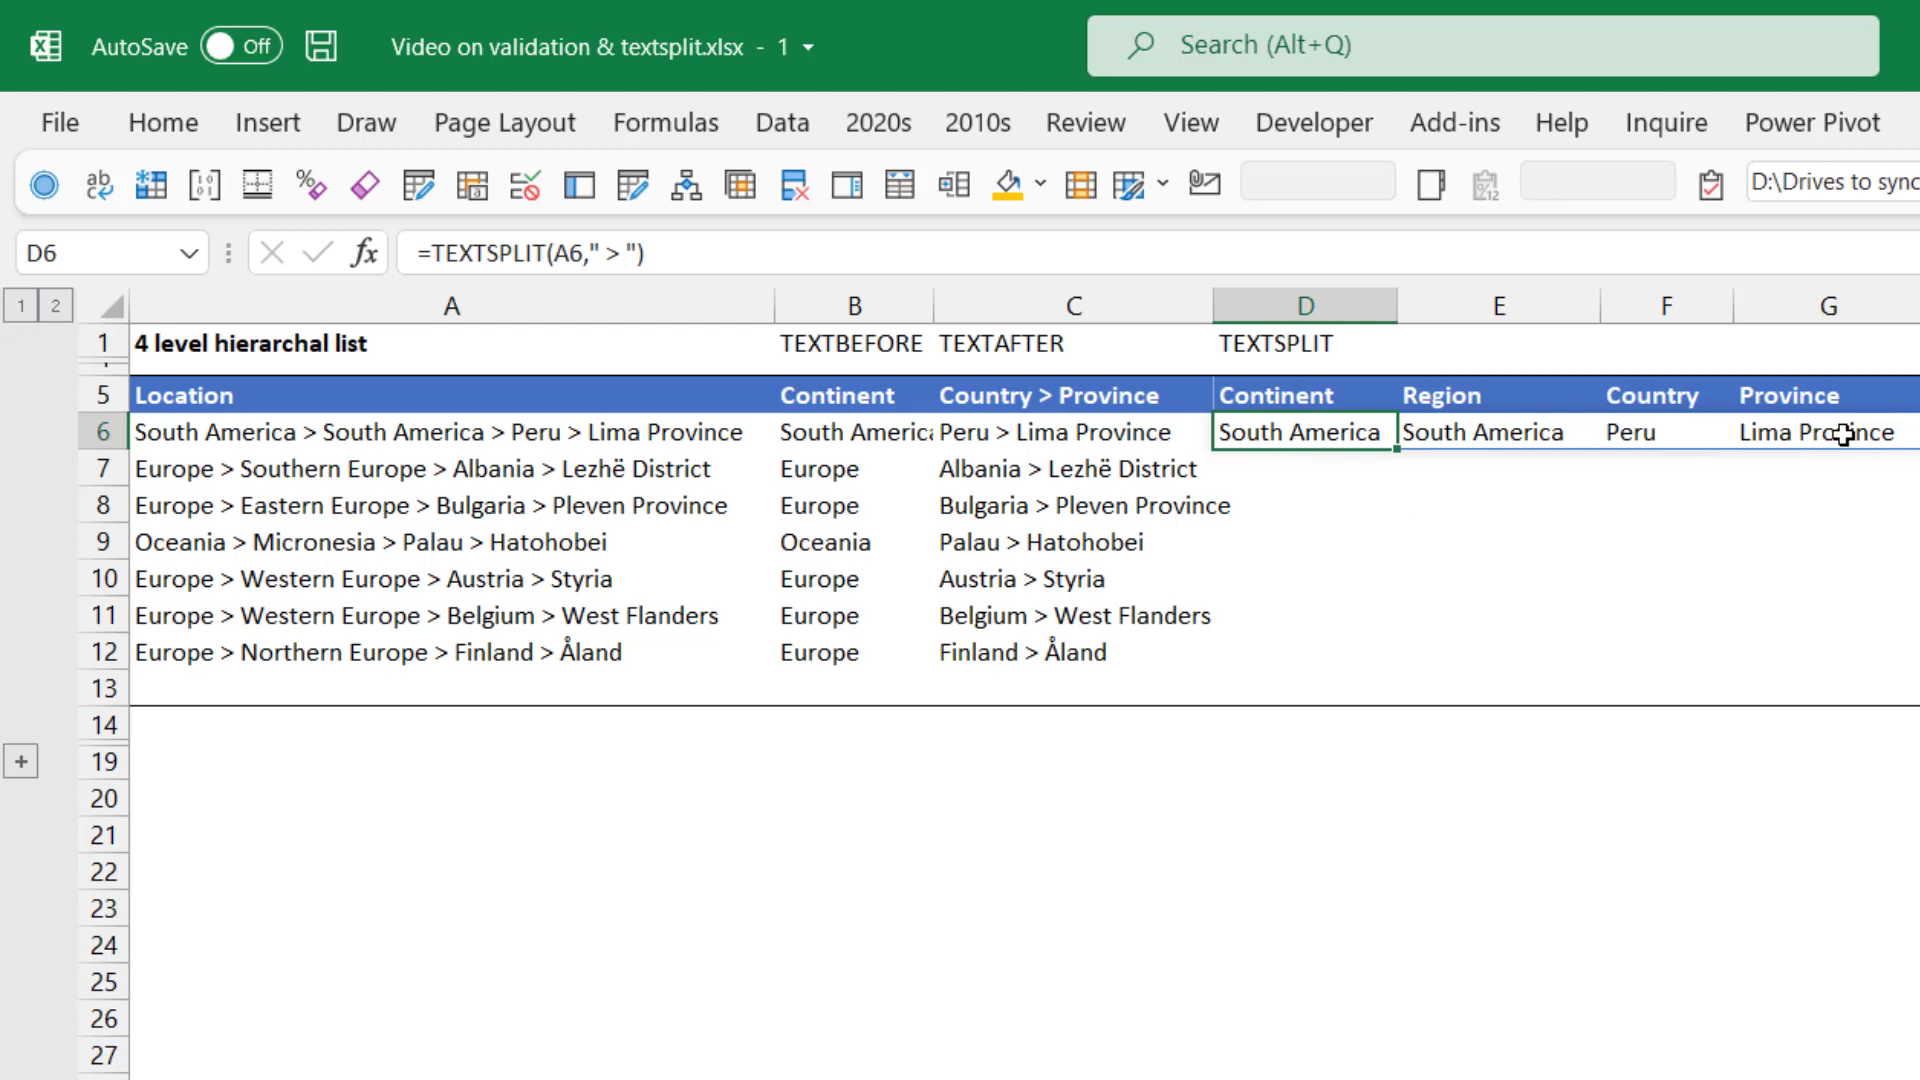 AutoSave Off Video on validation & textsplit.xlsx - 1 Search (Alt+Q)
File Home Insert Draw Page Layout Formulas Data 2020s 2010s Review View Developer Add-ins Help Inquire Power Pivot
D:\Drives to sync
D6 fx =TEXTSPLIT(A6," > ")
1 2 A B C D E F G
1 4 level hierarchal list TEXTBEFORE TEXTAFTER TEXTSPLIT
5 Location Continent Country > Province Continent Region Country Province
6 South America > South America > Peru > Lima Province South America Peru > Lima Province South America South America Peru Lima Province
7 Europe > Southern Europe > Albania > Lezhë District Europe Albania > Lezhë District
8 Europe > Eastern Europe > Bulgaria > Pleven Province Europe Bulgaria > Pleven Province
9 Oceania > Micronesia > Palau > Hatohobei Oceania Palau > Hatohobei
10 Europe > Western Europe > Austria > Styria Europe Austria > Styria
11 Europe > Western Europe > Belgium > West Flanders Europe Belgium > West Flanders
12 Europe > Northern Europe > Finland > Åland Europe Finland > Åland
13
14
19
20
21
22
23
24
25
26
27